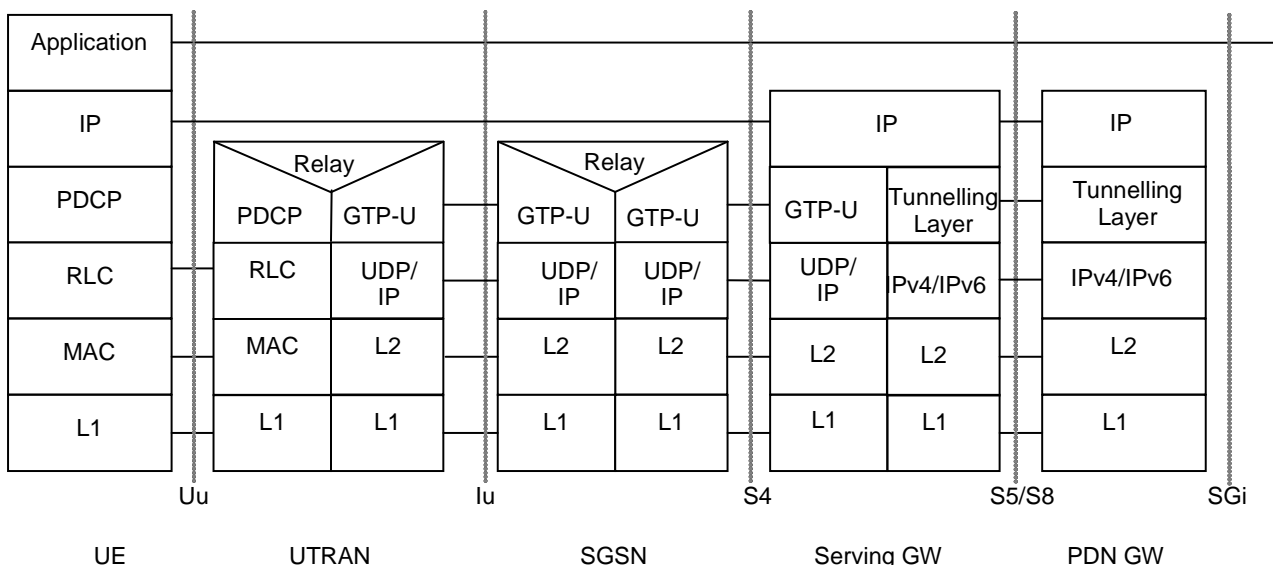 Application
IP
IP
IP
Relay
Relay
PDCP
PDCP
GTP-U
GTP-U
GTP-U
GTP-U
Tunnelling
Layer
Tunnelling
Layer
RLC
RLC
UDP/
IP
UDP/
IP
UDP/
IP
UDP/
IP
IPv4/IPv6
IPv4/IPv6
MAC
MAC
L2
L2
L2
L2
L2
L2
L1
L1
L1
L1
L1
L1
L1
L1
Uu
Iu
S4
S5/S8
SGi
UE
UTRAN
SGSN
Serving GW
PDN GW